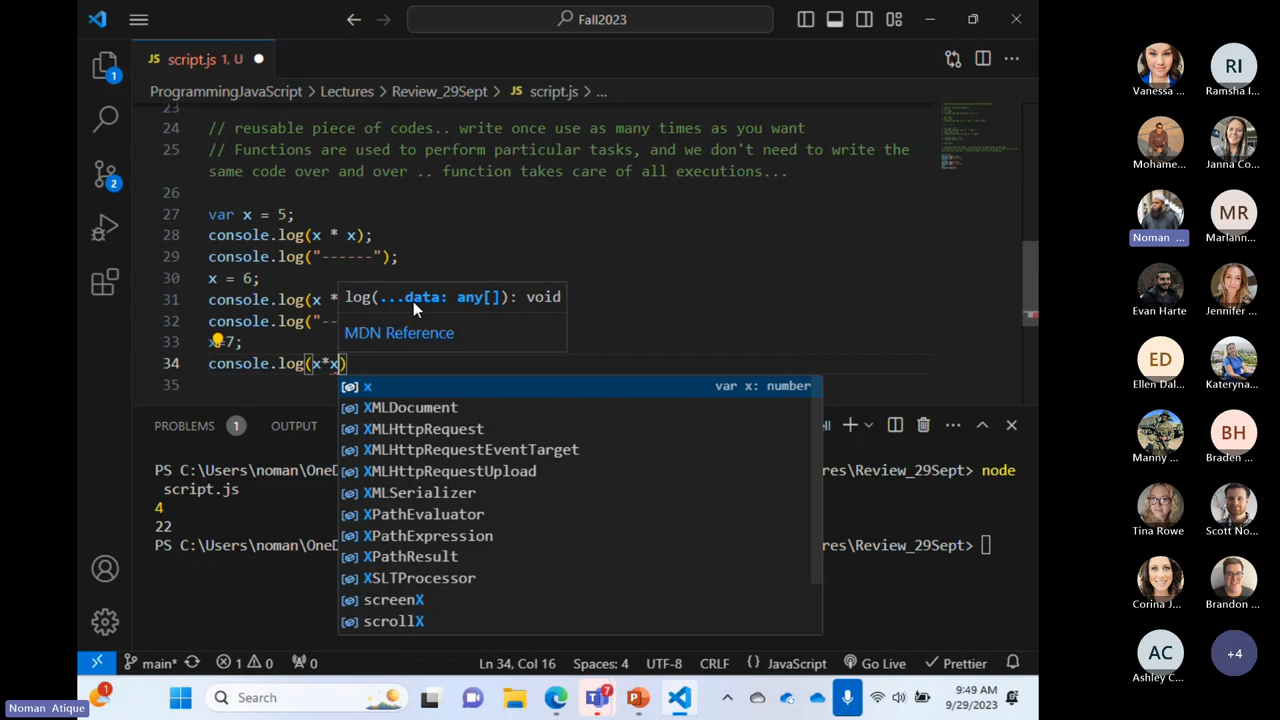 Fall2023
JS script.js 1, U
ProgrammingJavaScript > Lectures > Review_29Sept > JS script.js > ...
23
24 // reusable piece of codes.. write once use as many times as you want
25 // Functions are used to perform particular tasks, and we don't need to write the
same code over and over .. function takes care of all executions...
26
27 var x = 5;
28 console.log(x * x);
29 console.log("------");
30 x = 6;
31 console.log(x *
32 console.log("--
33 x=7;
34 console.log(x*x)
35
log(...data: any[]): void
MDN Reference
x var x: number
XMLDocument
XMLHttpRequest
XMLHttpRequestEventTarget
XMLHttpRequestUpload
XMLSerializer
XPathEvaluator
XPathExpression
XPathResult
XSLTProcessor
screenX
scrollX
PROBLEMS 1 OUTPUT
PS C:\Users\noman\OneD res\Review_29Sept> node
script.js
4
22
PS C:\Users\noman\OneD res\Review_29Sept>
main* 1 0 0 Ln 34, Col 16 Spaces: 4 UTF-8 CRLF {} JavaScript Go Live Prettier
1
2
Search
1
7
9:49 AM
9/29/2023
Noman Atique
Vanessa ...
RI
Ramsha I...
Mohame...
Janna Co...
Noman ...
MR
Mariann...
Evan Harte
Jennifer ...
ED
Ellen Dal...
Kateryna...
Manny ...
BH
Braden ...
Tina Rowe
Scott No...
Corina J...
Brandon ...
AC
Ashley C...
+4